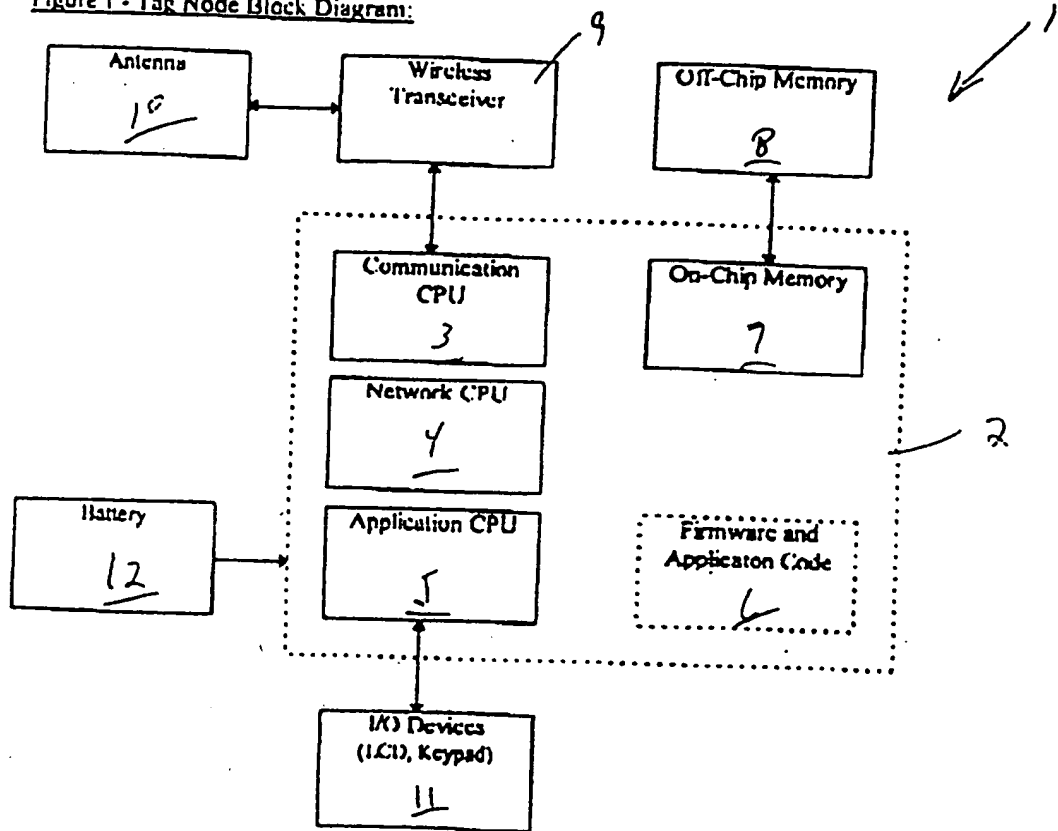 Figure 1 - Tag Node Block Diagram:
1
9
Antenna
10
Wireless
Transceiver
Off-Chip Memory
8
Communication
CPU
3
On-Chip Memory
7
Network CPU
4
2
Battery
12
Application CPU
5
Firmware and
Applicaton Code
6
I/O Devices
(LCD, Keypad)
11